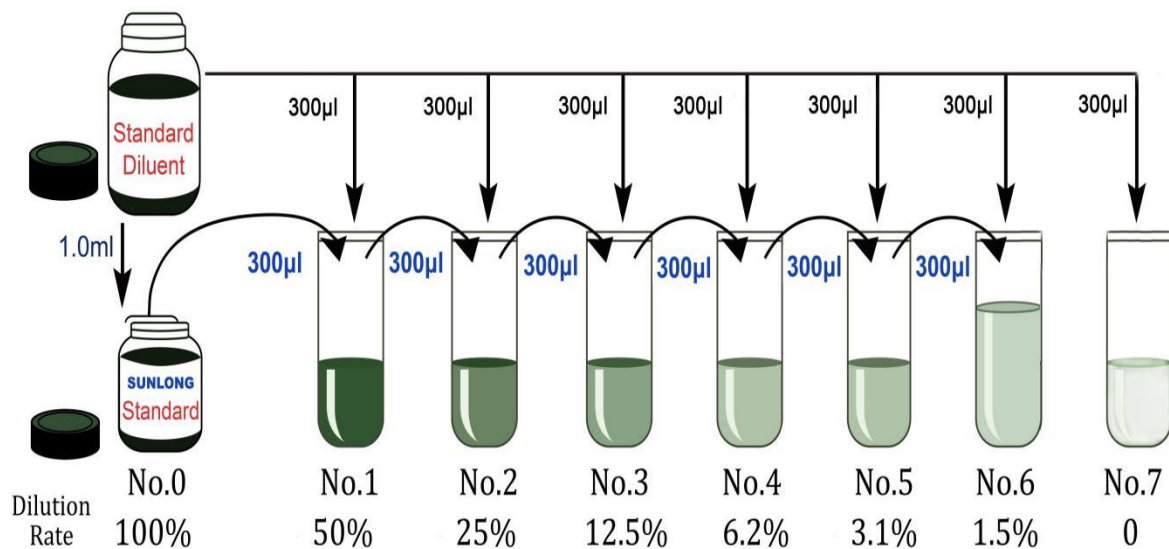 300µl 300µl 300µl 300µl 300µl 300µl 300µl
Standard
Diluent
1.0ml
300µl 300µl 300µl 300µl 300µl 300µl
SUNLONG
Standard
No.0 No.1 No.2 No.3 No.4 No.5 No.6 No.7
Dilution
Rate 100% 50% 25% 12.5% 6.2% 3.1% 1.5% 0